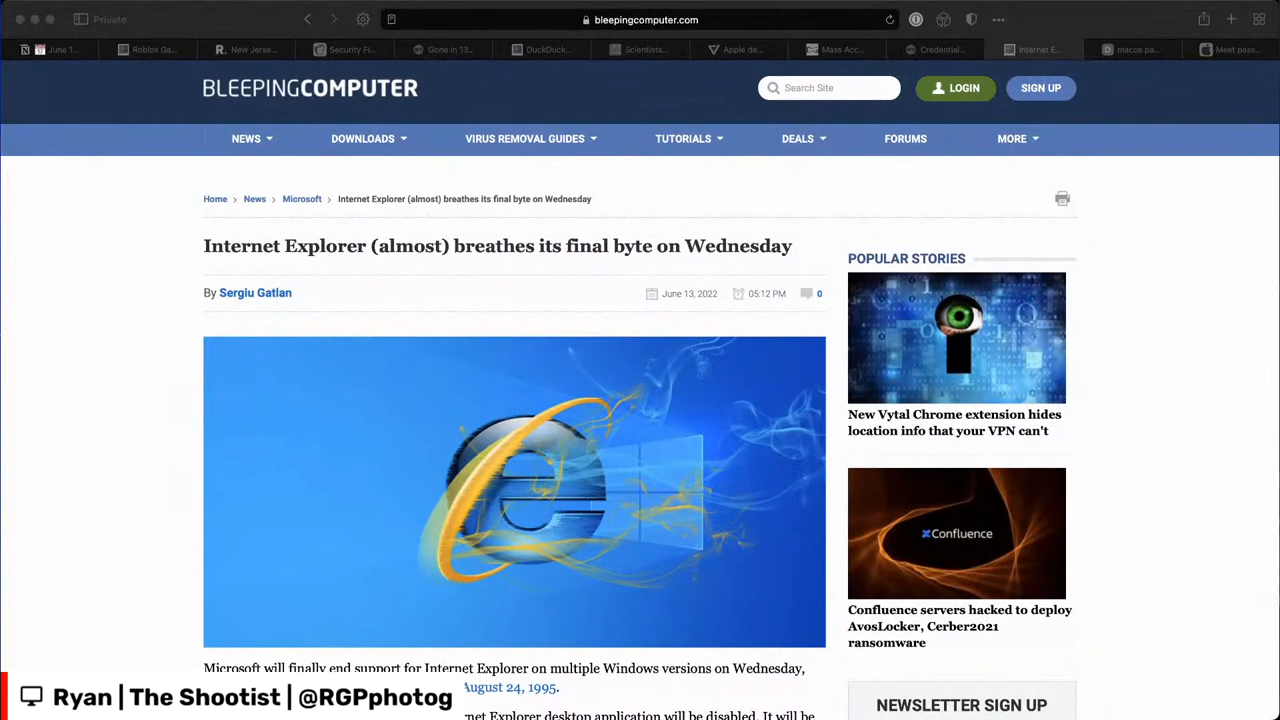 Private
bleepingcomputer.com
June 1...
Roblox Ga...
New Jerse...
Security Fi...
Gone in 13...
DuckDuck...
Scientists...
Apple de...
Mass Acc...
Credential...
Internet E...
macos pa...
Meet pass...
BLEEPINGCOMPUTER
Search Site
LOGIN
SIGN UP
NEWS
DOWNLOADS
VIRUS REMOVAL GUIDES
TUTORIALS
DEALS
FORUMS
MORE
Home > News > Microsoft > Internet Explorer (almost) breathes its final byte on Wednesday
Internet Explorer (almost) breathes its final byte on Wednesday
By Sergiu Gatlan
June 13, 2022
05:12 PM
0
Microsoft will finally end support for Internet Explorer on multiple Windows versions on Wednesday,
August 24, 1995.
net Explorer desktop application will be disabled. It will be
POPULAR STORIES
New Vytal Chrome extension hides
location info that your VPN can't
Confluence
Confluence servers hacked to deploy
AvosLocker, Cerber2021
ransomware
NEWSLETTER SIGN UP
Ryan | The Shootist | @RGPphotog